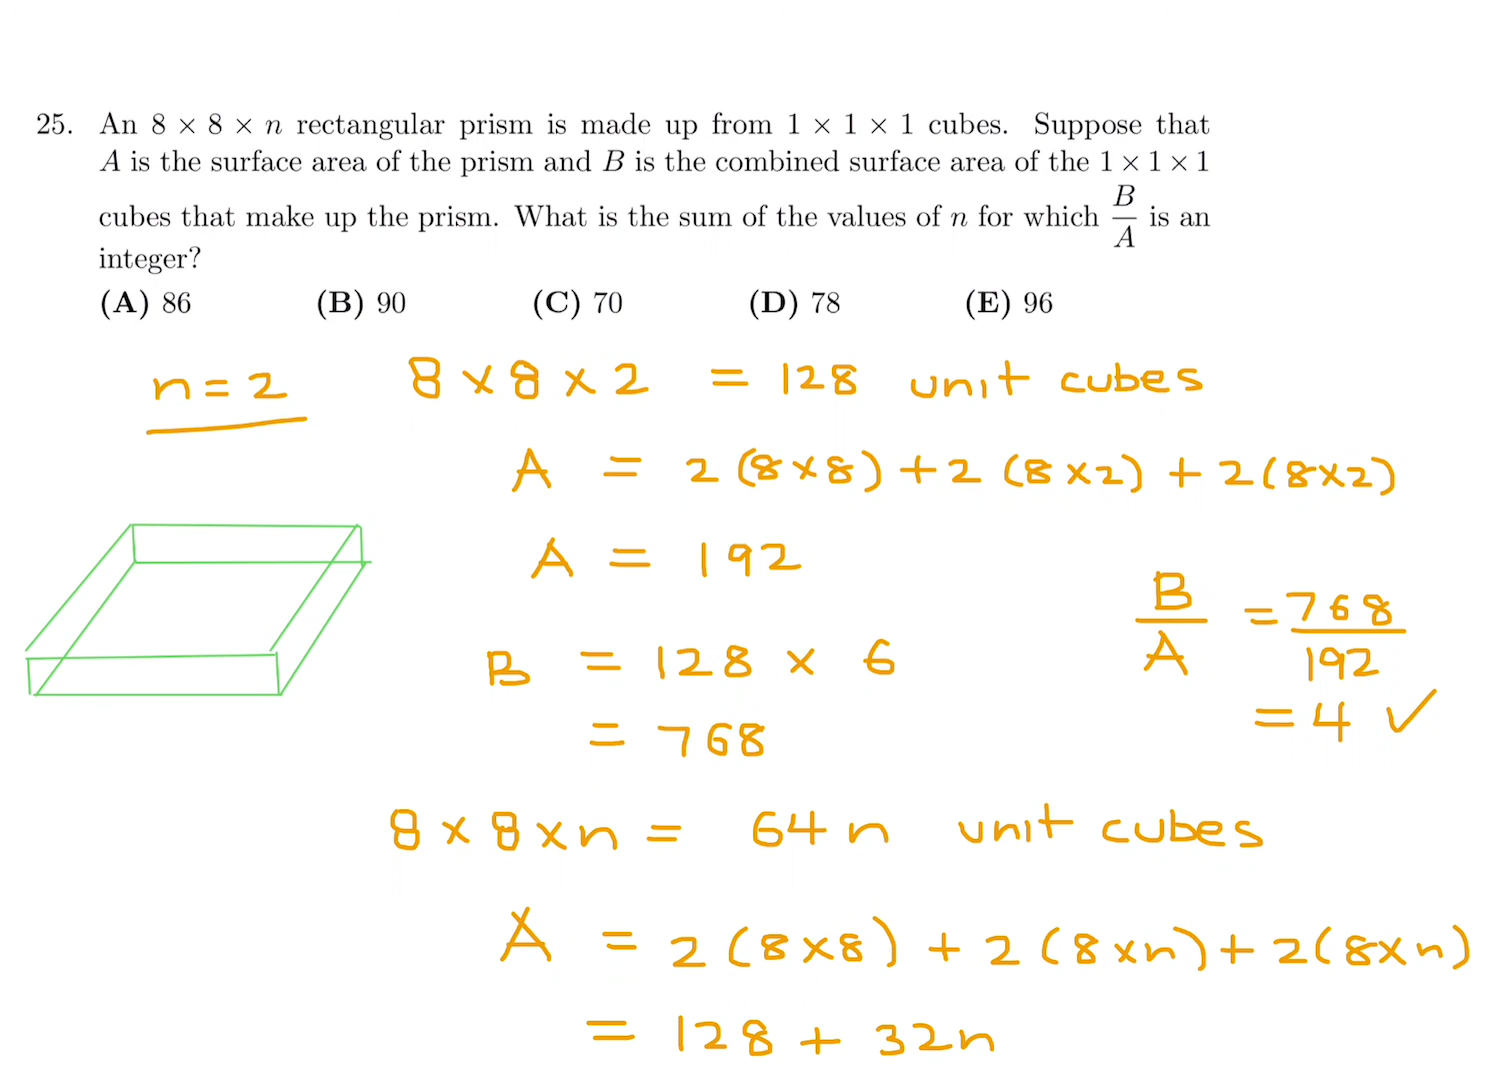 25. An 8 × 8 × n rectangular prism is made up from 1 × 1 × 1 cubes. Suppose that
A is the surface area of the prism and B is the combined surface area of the 1 × 1 × 1
cubes that make up the prism. What is the sum of the values of n for which B/A is an
integer?
(A) 86 (B) 90 (C) 70 (D) 78 (E) 96
n = 2 8 × 8 × 2 = 128 unit cubes
A = 2 (8 × 8) + 2 (8 × 2) + 2 (8 × 2)
A = 192
B = 128 × 6
= 768
B/A = 768/192
= 4 ✓
8 × 8 × n = 64 n unit cubes
A = 2 (8 × 8) + 2 (8 × n) + 2 (8 × n)
= 128 + 32n